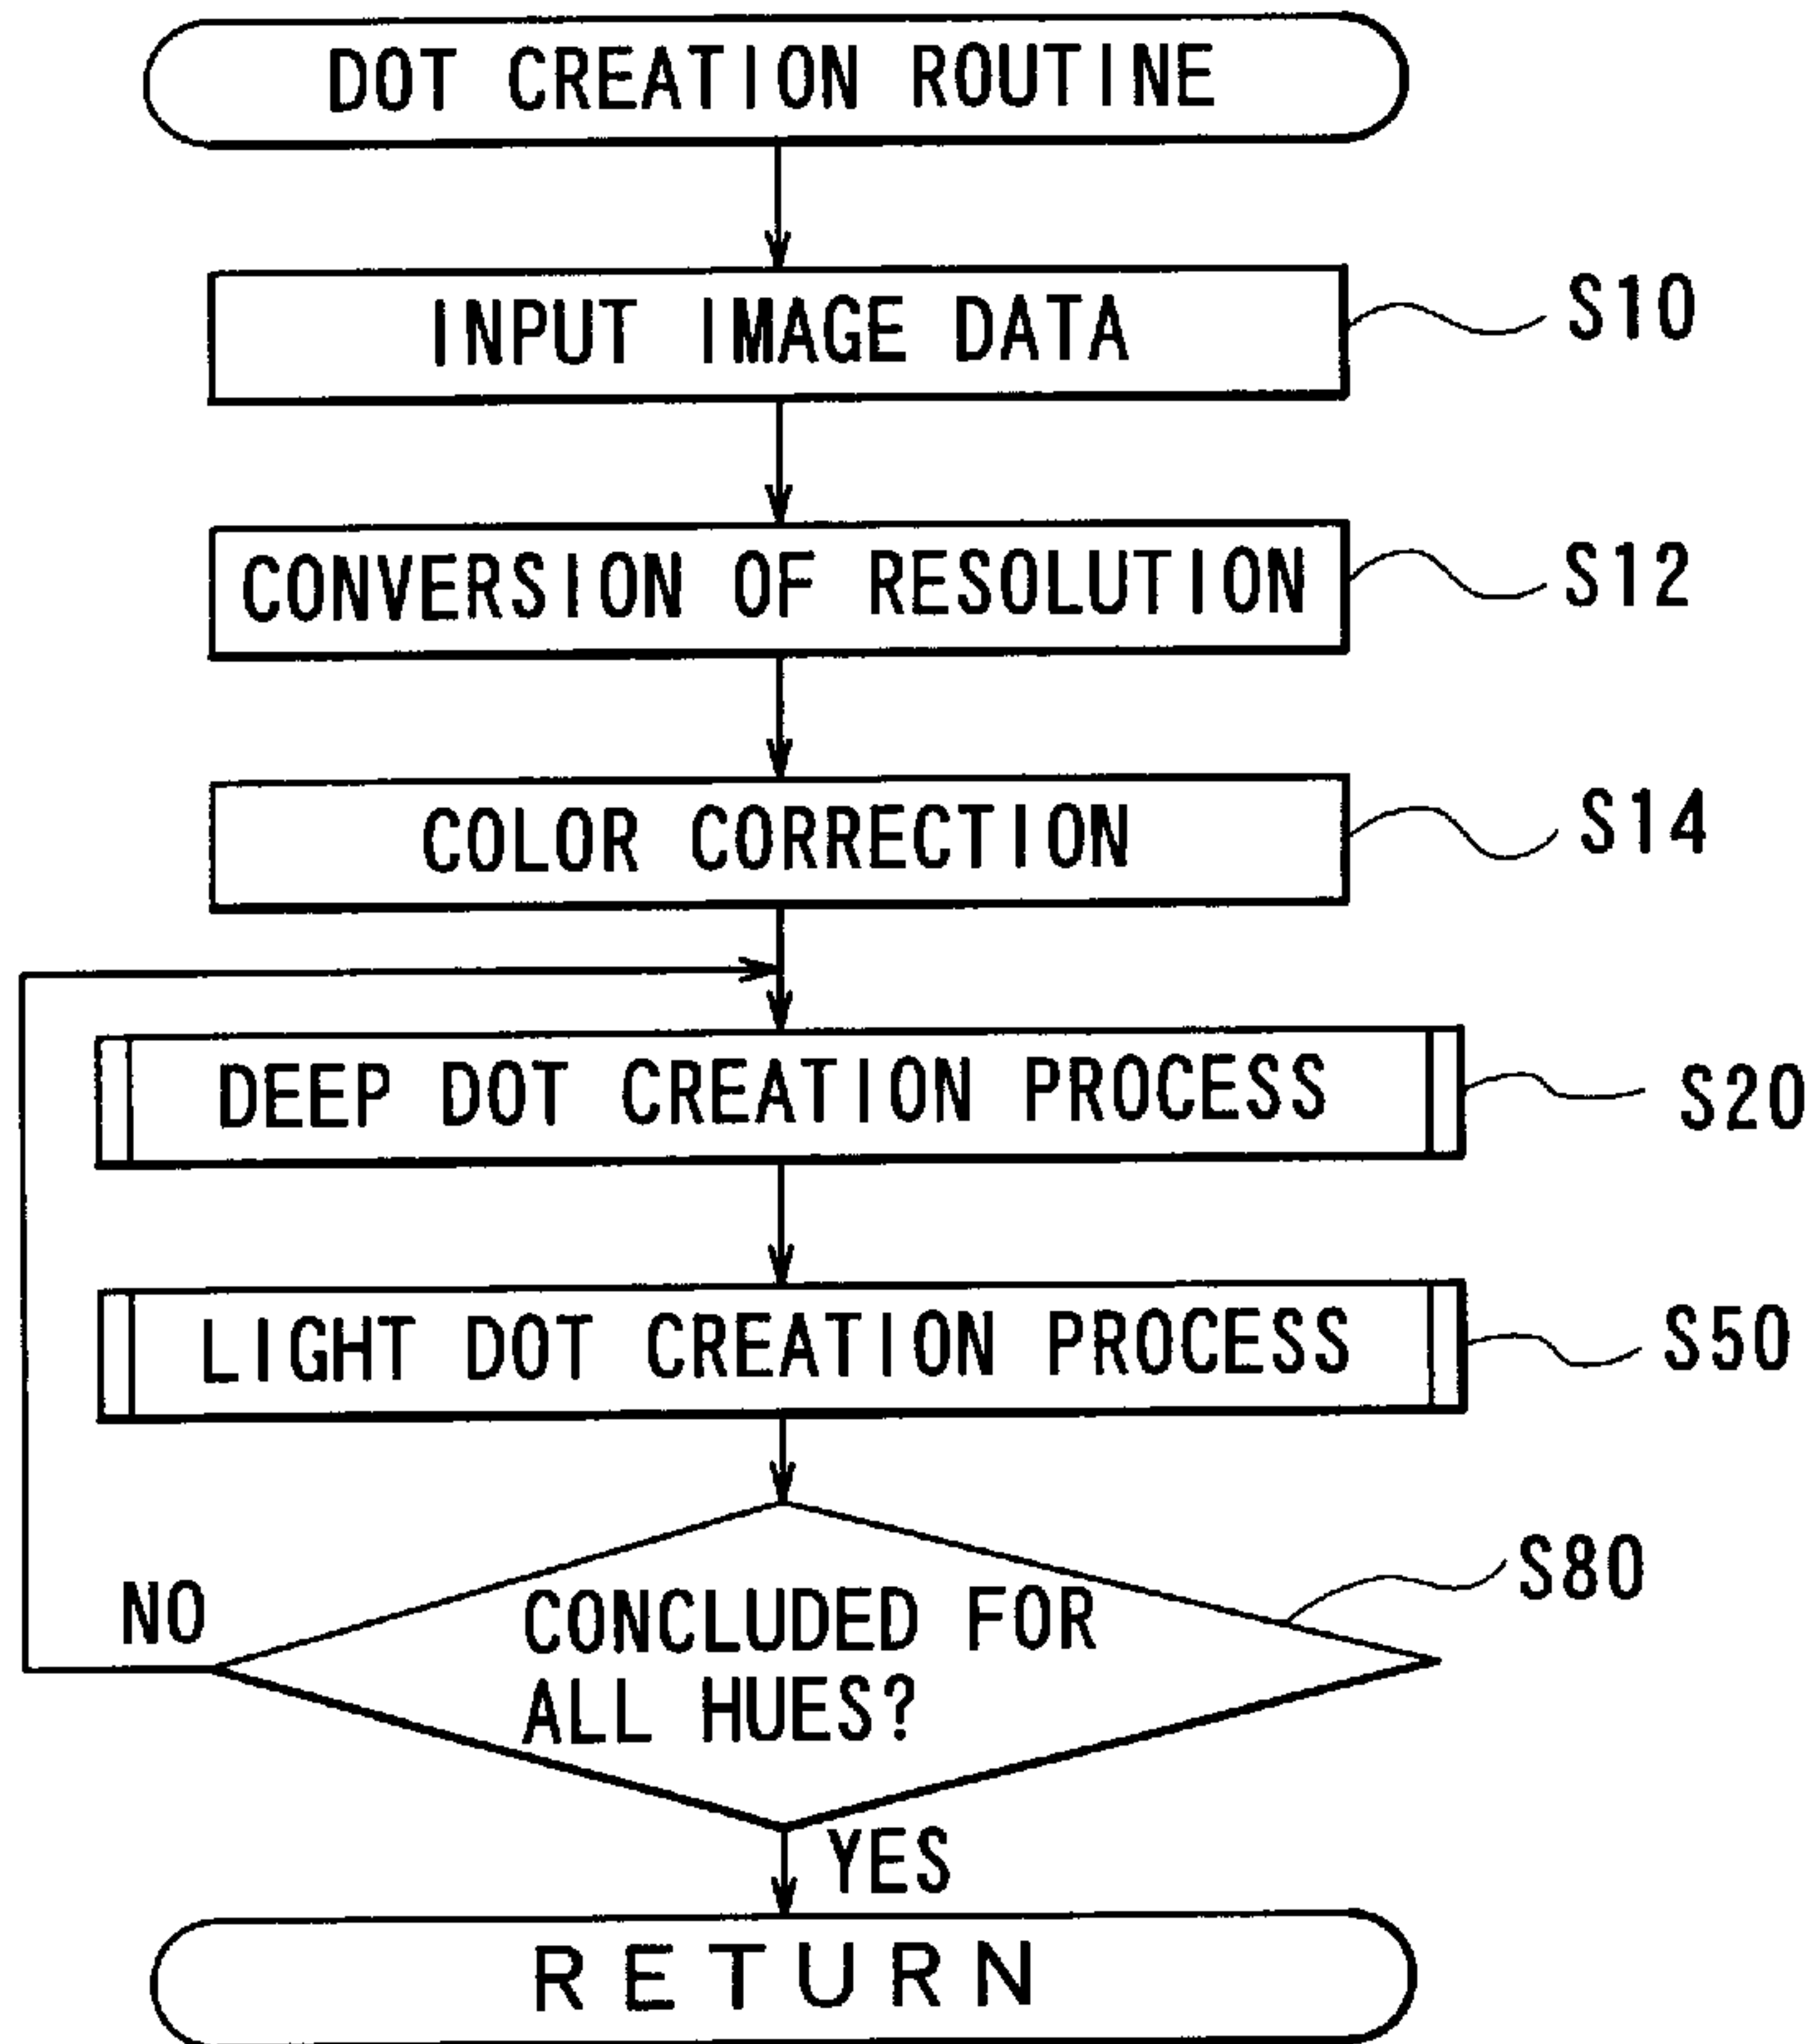 DOT CREATION ROUTINE
INPUT IMAGE DATA
S10
CONVERSION OF RESOLUTION
S12
COLOR CORRECTION
S14
DEEP DOT CREATION PROCESS
S20
LIGHT DOT CREATION PROCESS
S50
S80
NO
CONCLUDED FOR
ALL HUES?
YES
RETURN